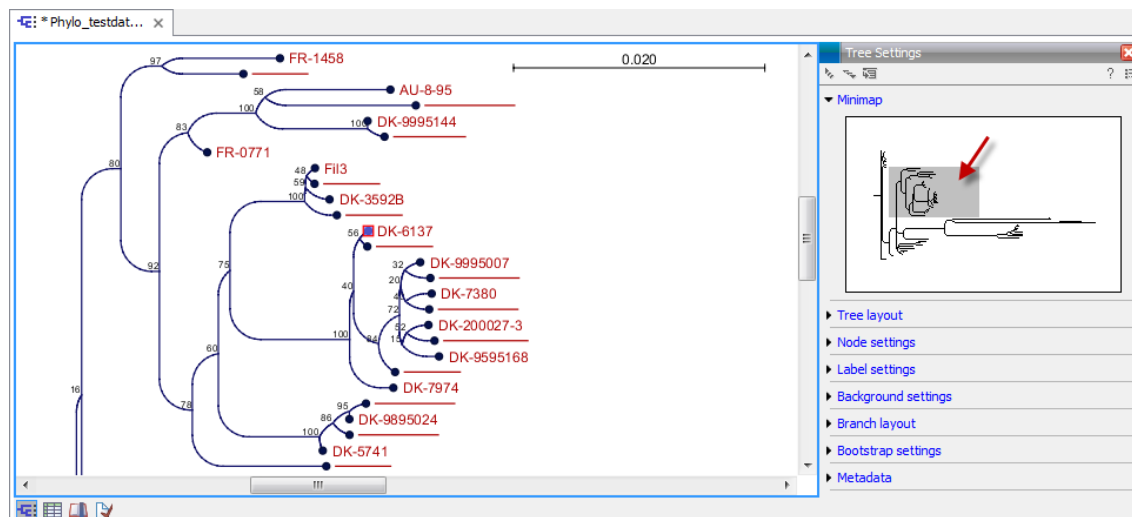 * Phylo_testdat...
FR-1458
97
0.020
Tree Settings
AU-8-95
58
Minimap
100
DK-9995144
100
83
FR-0771
80
Fil3
48
59
DK-3592B
100
DK-6137
56
DK-9995007
32
92
75
20
DK-7380
40
72
DK-200027-3
52
100
84
15
60
DK-9595168
DK-7974
16
78
95
86
DK-9895024
100
DK-5741
Tree layout
Node settings
Label settings
Background settings
Branch layout
Bootstrap settings
Metadata